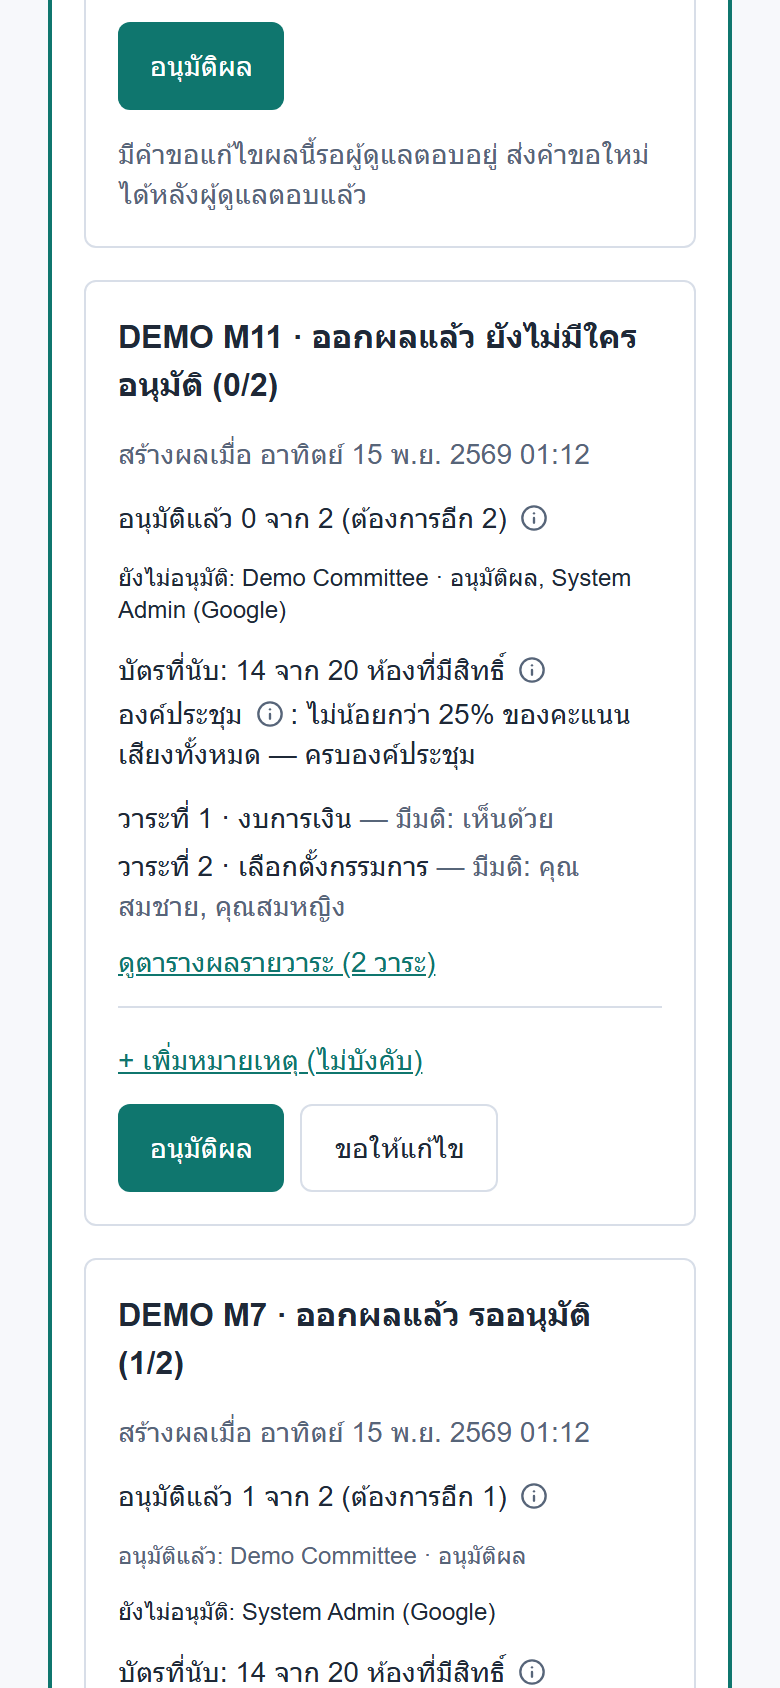 อนุมัติผล
มีคำขอแก้ไขผลนี้รอผู้ดูแลตอบอยู่ ส่งคำขอใหม่
ได้หลังผู้ดูแลตอบแล้ว
DEMO M11 · ออกผลแล้ว ยังไม่มีใคร
อนุมัติ (0/2)
สร้างผลเมื่อ อาทิตย์ 15 พ.ย. 2569 01:12
อนุมัติแล้ว 0 จาก 2 (ต้องการอีก 2)
ยังไม่อนุมัติ: Demo Committee · อนุมัติผล, System
Admin (Google)
บัตรที่นับ: 14 จาก 20 ห้องที่มีสิทธิ์
องค์ประชุม : ไม่น้อยกว่า 25% ของคะแนน
เสียงทั้งหมด — ครบองค์ประชุม
วาระที่ 1 · งบการเงิน — มีมติ: เห็นด้วย
วาระที่ 2 · เลือกตั้งกรรมการ — มีมติ: คุณ
สมชาย, คุณสมหญิง
ดูตารางผลรายวาระ (2 วาระ)
+ เพิ่มหมายเหตุ (ไม่บังคับ)
อนุมัติผล ขอให้แก้ไข
DEMO M7 · ออกผลแล้ว รออนุมัติ
(1/2)
สร้างผลเมื่อ อาทิตย์ 15 พ.ย. 2569 01:12
อนุมัติแล้ว 1 จาก 2 (ต้องการอีก 1)
อนุมัติแล้ว: Demo Committee · อนุมัติผล
ยังไม่อนุมัติ: System Admin (Google)
บัตรที่นับ: 14 จาก 20 ห้องที่มีสิทธิ์